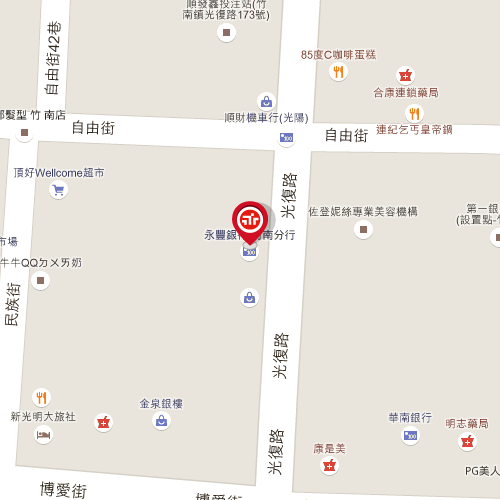 順發鑫投注站(竹
南鎮光復路173號)
自由街42巷
85度C咖啡蛋糕
合康連鎖藥局
髮型 竹 南店
自由街
順財機車行(光陽)
自由街
連紀乞丐皇帝鍋
頂好Wellcome超市
光復路
佐登妮絲專業美容機構
第一銀
(設置點-
永豐銀行竹南分行
市場
牛牛QQㄉㄨㄞ奶
民族街
光復路
金泉銀樓
新光明大旅社
華南銀行
明志藥局
光復路
康是美
PG美人
博愛街
博愛街